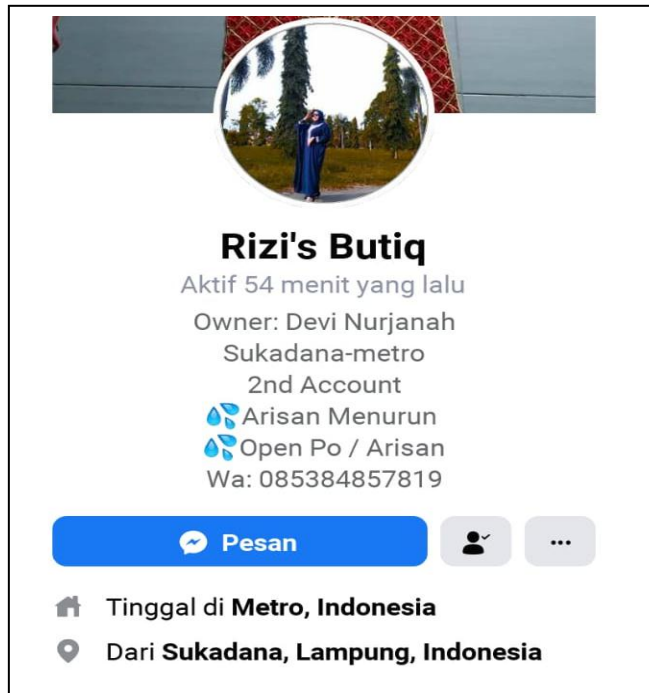 Rizi's Butiq
Aktif 54 menit yang lalu
Owner: Devi Nurjanah
Sukadana-metro
2nd Account
💦Arisan Menurun
💦Open Po / Arisan
Wa: 085384857819
Pesan
Tinggal di Metro, Indonesia
Dari Sukadana, Lampung, Indonesia